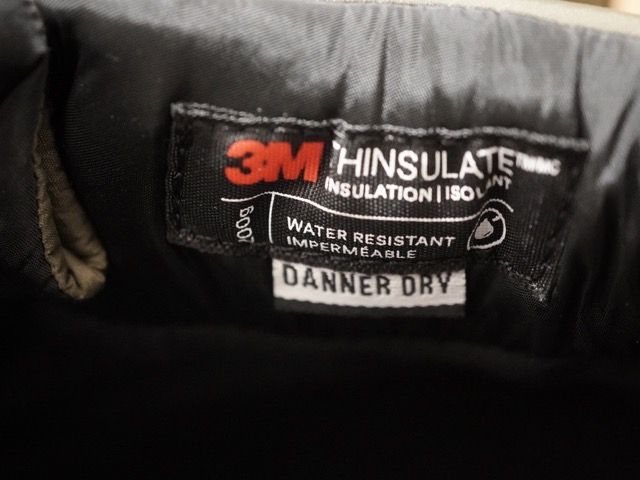 3M THINSULATE
INSULATION | ISOLANT
WATER RESISTANT
IMPERMÉABLE
DANNER DRY